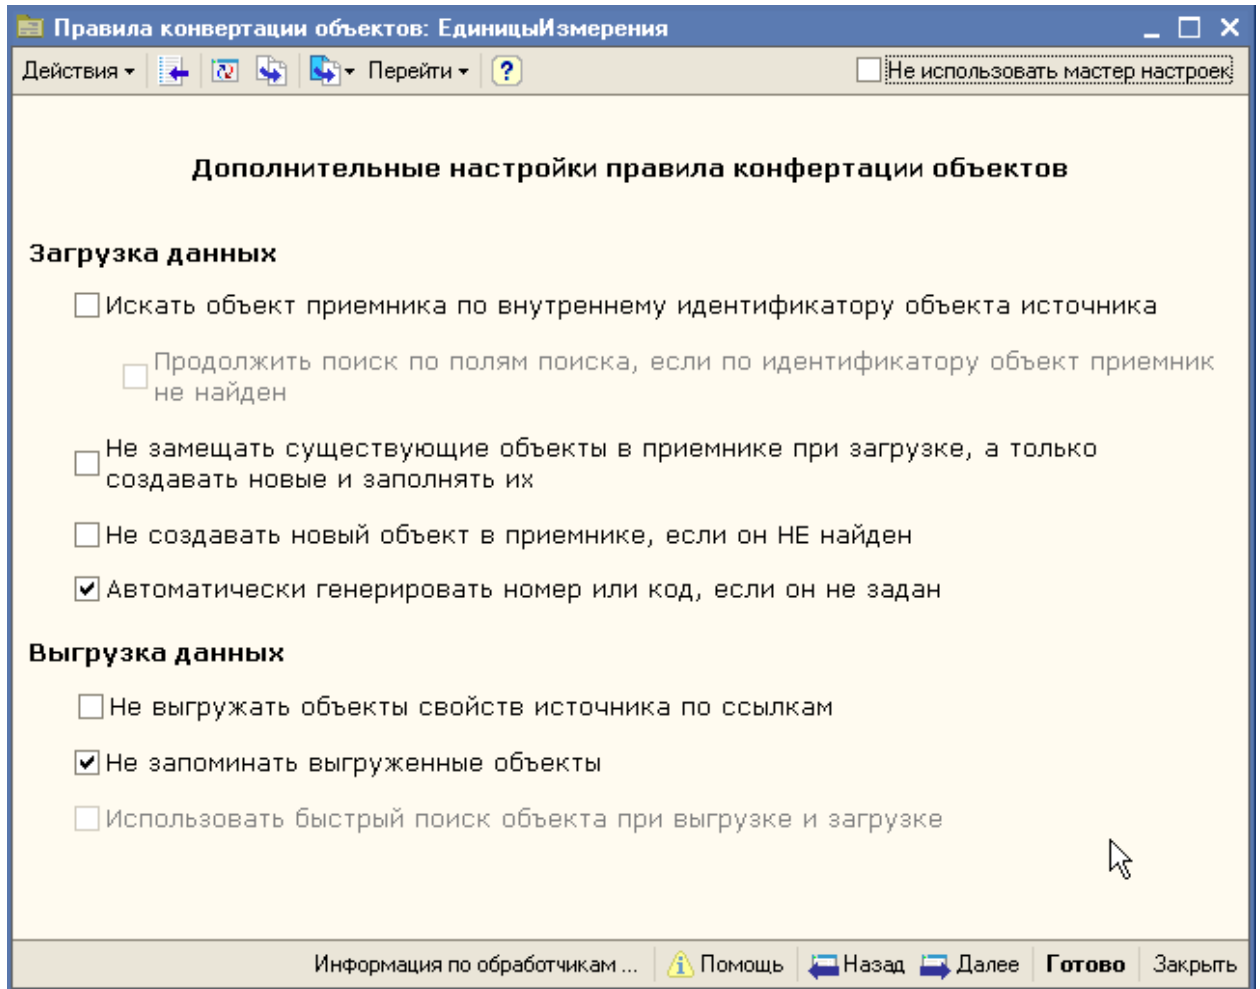 Правила конвертации объектов: ЕдиницыИзмерения
Действия Перейти ? Не использовать мастер настроек
Дополнительные настройки правила конфертации объектов
Загрузка данных
Искать объект приемника по внутреннему идентификатору объекта источника
Продолжить поиск по полям поиска, если по идентификатору объект приемник
не найден
Не замещать существующие объекты в приемнике при загрузке, а только
создавать новые и заполнять их
Не создавать новый объект в приемнике, если он НЕ найден
Автоматически генерировать номер или код, если он не задан
Выгрузка данных
Не выгружать объекты свойств источника по ссылкам
Не запоминать выгруженные объекты
Использовать быстрый поиск объекта при выгрузке и загрузке
Информация по обработчикам ... Помощь Назад Далее Готово Закрыть